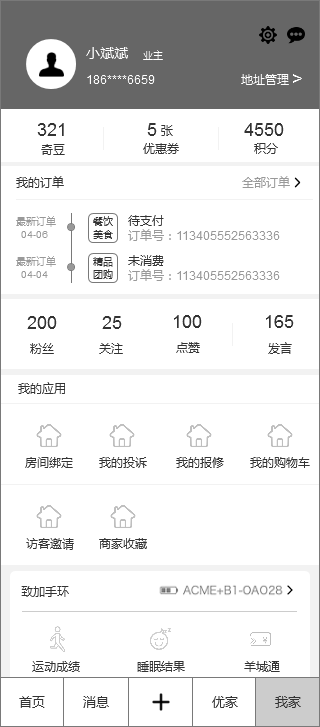 小斌斌 业主
186****6659 地址管理 >
321 5 张 4550
奇豆 优惠券 积分
我的订单 全部订单 >
最新订单 餐饮 待支付
04-06 美食 订单号：113405552563336
最新订单 精品 未消费
04-04 团购 订单号：113405552563336
200 25 100 165
粉丝 关注 点赞 发言
我的应用
房间绑定 我的投诉 我的报修 我的购物车
访客邀请 商家收藏
致加手环 ACME+B1-0A028 >
运动成绩 睡眠结果 羊城通
首页 消息 + 优家 我家